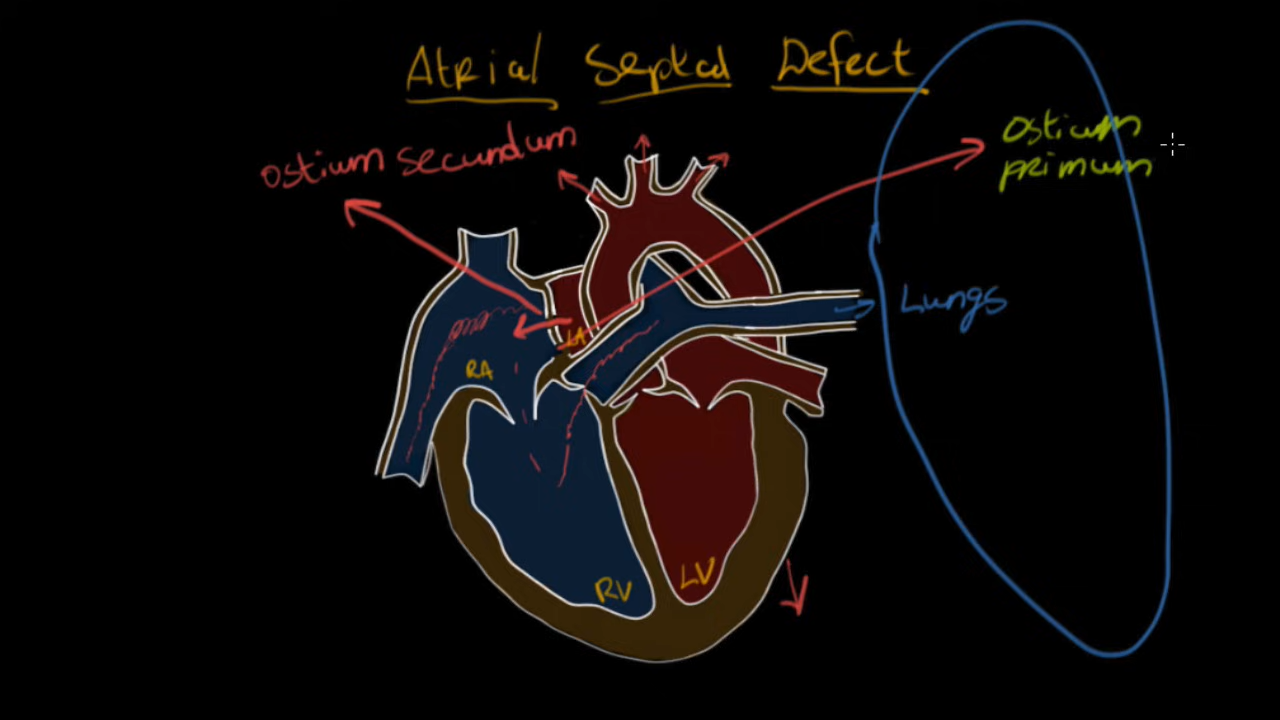 Atrial Septal Defect
Ostium secundum
Ostium
primum
Lungs
LA
RA
RV
LV